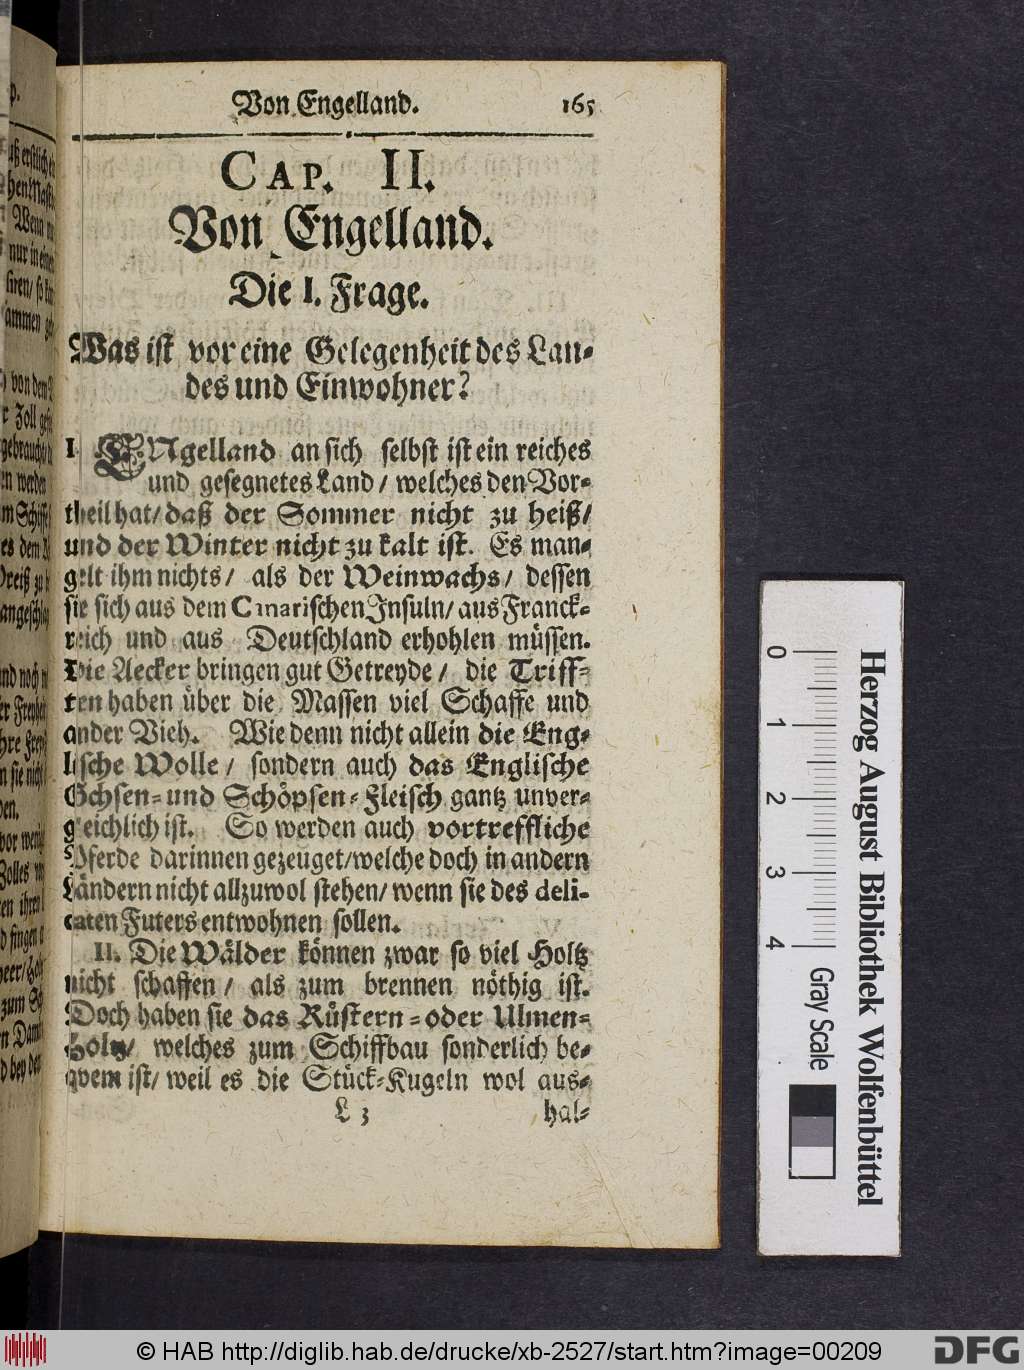 Von Engelland. 165
CAP. II.
Von Engelland.
Die I. Frage.
Was ist vor eine Gelegenheit des Lan-
des und Einwohner?
I. ENgelland an sich selbst ist ein reiches
und gesegnetes Land / welches den Vor-
theil hat / daß der Sommer nicht zu heiß /
und der Winter nicht zu kalt ist. Es man-
gelt ihm nichts / als der Weinwachs / dessen
sie sich aus dem Canarischen Insuln / aus Franck-
reich und aus Deutschland erhohlen müssen.
Die Aecker bringen gut Getreyde / die Triff-
ten haben über die Massen viel Schaffe und
ander Vieh. Wie denn nicht allein die Eng-
lische Wolle / sondern auch das Englische
Ochsen- und Schöpsen-Fleisch gantz unver-
gleichlich ist. So werden auch vortreffliche
Pferde darinnen gezeuget / welche doch in andern
Ländern nicht allzuwol stehen / wenn sie des deli-
caten Futers entwohnen sollen.
II. Die Wälder können zwar so viel Holtz
nicht schaffen / als zum brennen nöthig ist.
Doch haben sie das Rüstern- oder Ulmen-
Holtz / welches zum Schiffbau sonderlich be-
qvem ist / weil es die Stück-Kugeln wol aus-
L 3 hal-
0
1
2
3
4
Gray Scale
Herzog August Bibliothek Wolfenbüttel
© HAB http://diglib.hab.de/drucke/xb-2527/start.htm?image=00209
DFG